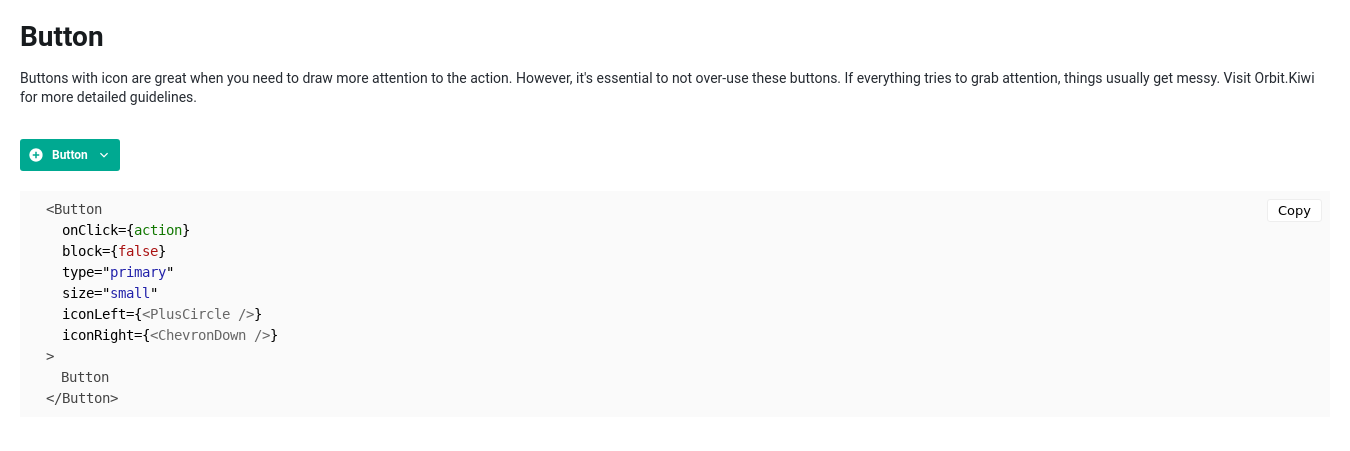 Button
Buttons with icon are great when you need to draw more attention to the action. However, it's essential to not over-use these buttons. If everything tries to grab attention, things usually get messy. Visit Orbit.Kiwi
for more detailed guidelines.
Button
<Button
Copy
onClick={action}
block={false}
type="primary"
size="small"
iconLeft={<PlusCircle />}
iconRight={<ChevronDown />}
>
Button
</Button>